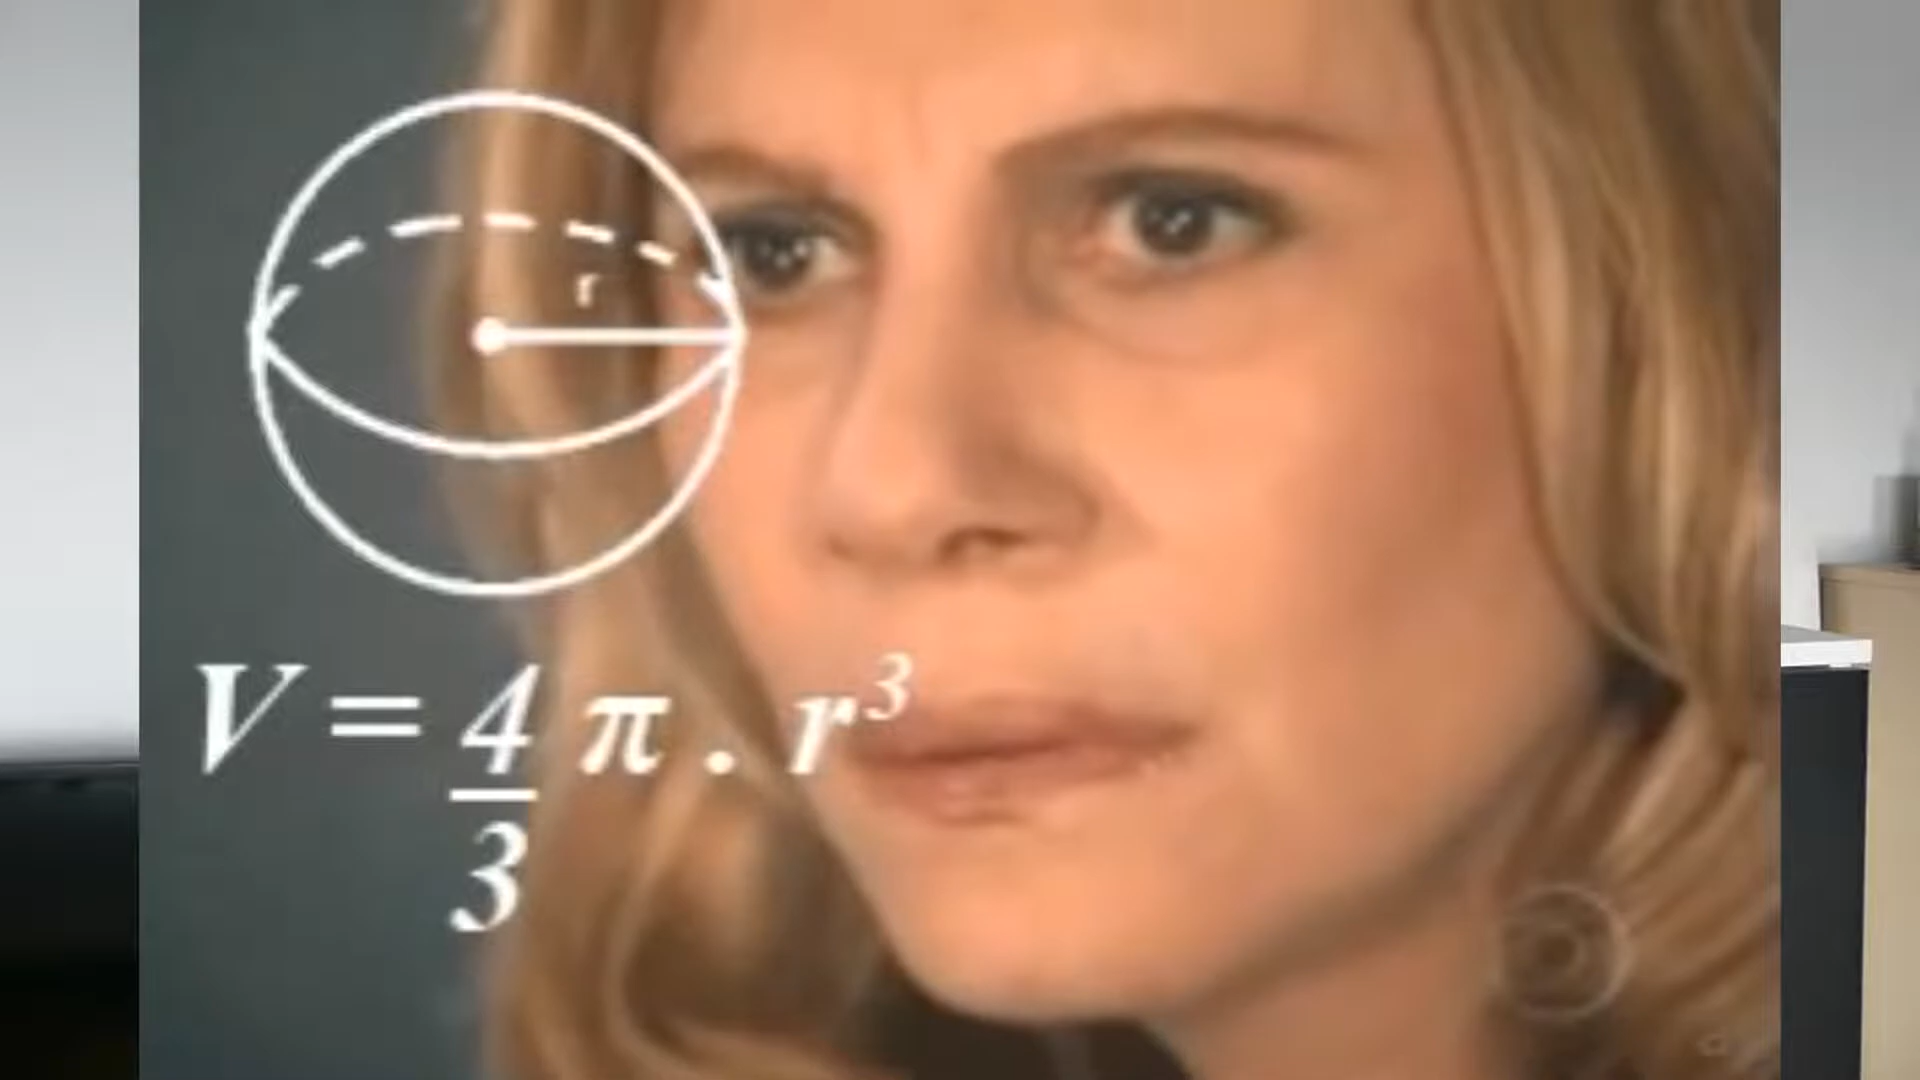 r
V = 4/3 π . r³